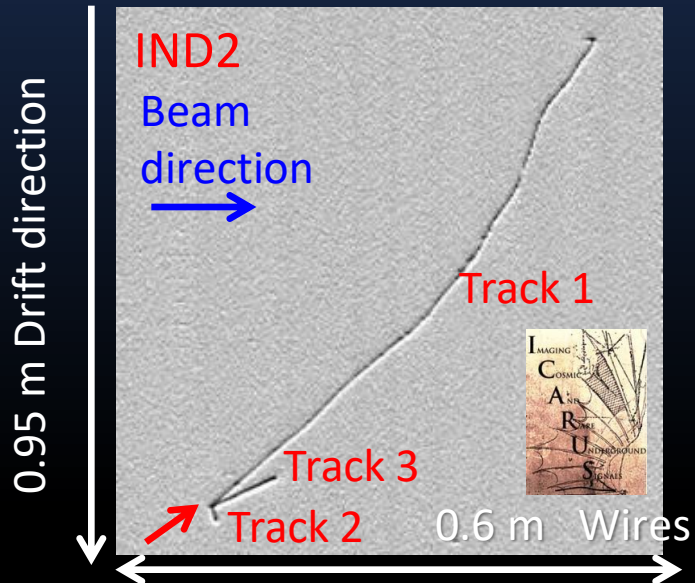 0.95 m Drift direction
IND2
Beam
direction
Track 1
IMAGING
COSMIC
AND
RARE
UNDERGROUND
SIGNALS
Track 3
Track 2
0.6 m Wires